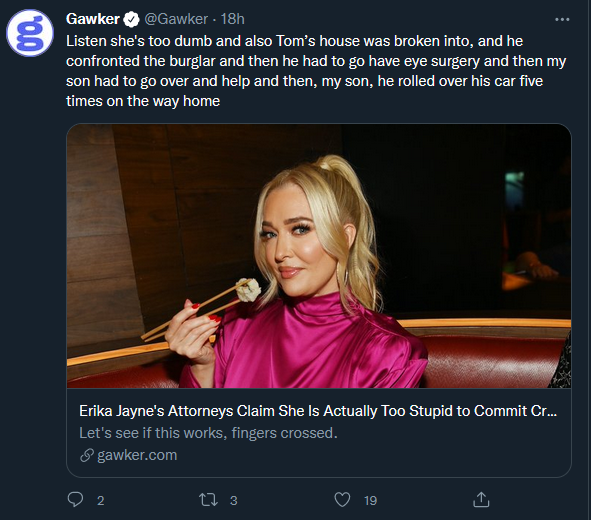 Gawker @Gawker · 18h
Listen she's too dumb and also Tom’s house was broken into, and he
confronted the burglar and then he had to go have eye surgery and then my
son had to go over and help and then, my son, he rolled over his car five
times on the way home
Erika Jayne's Attorneys Claim She Is Actually Too Stupid to Commit Cr...
Let's see if this works, fingers crossed.
gawker.com
2 3 19